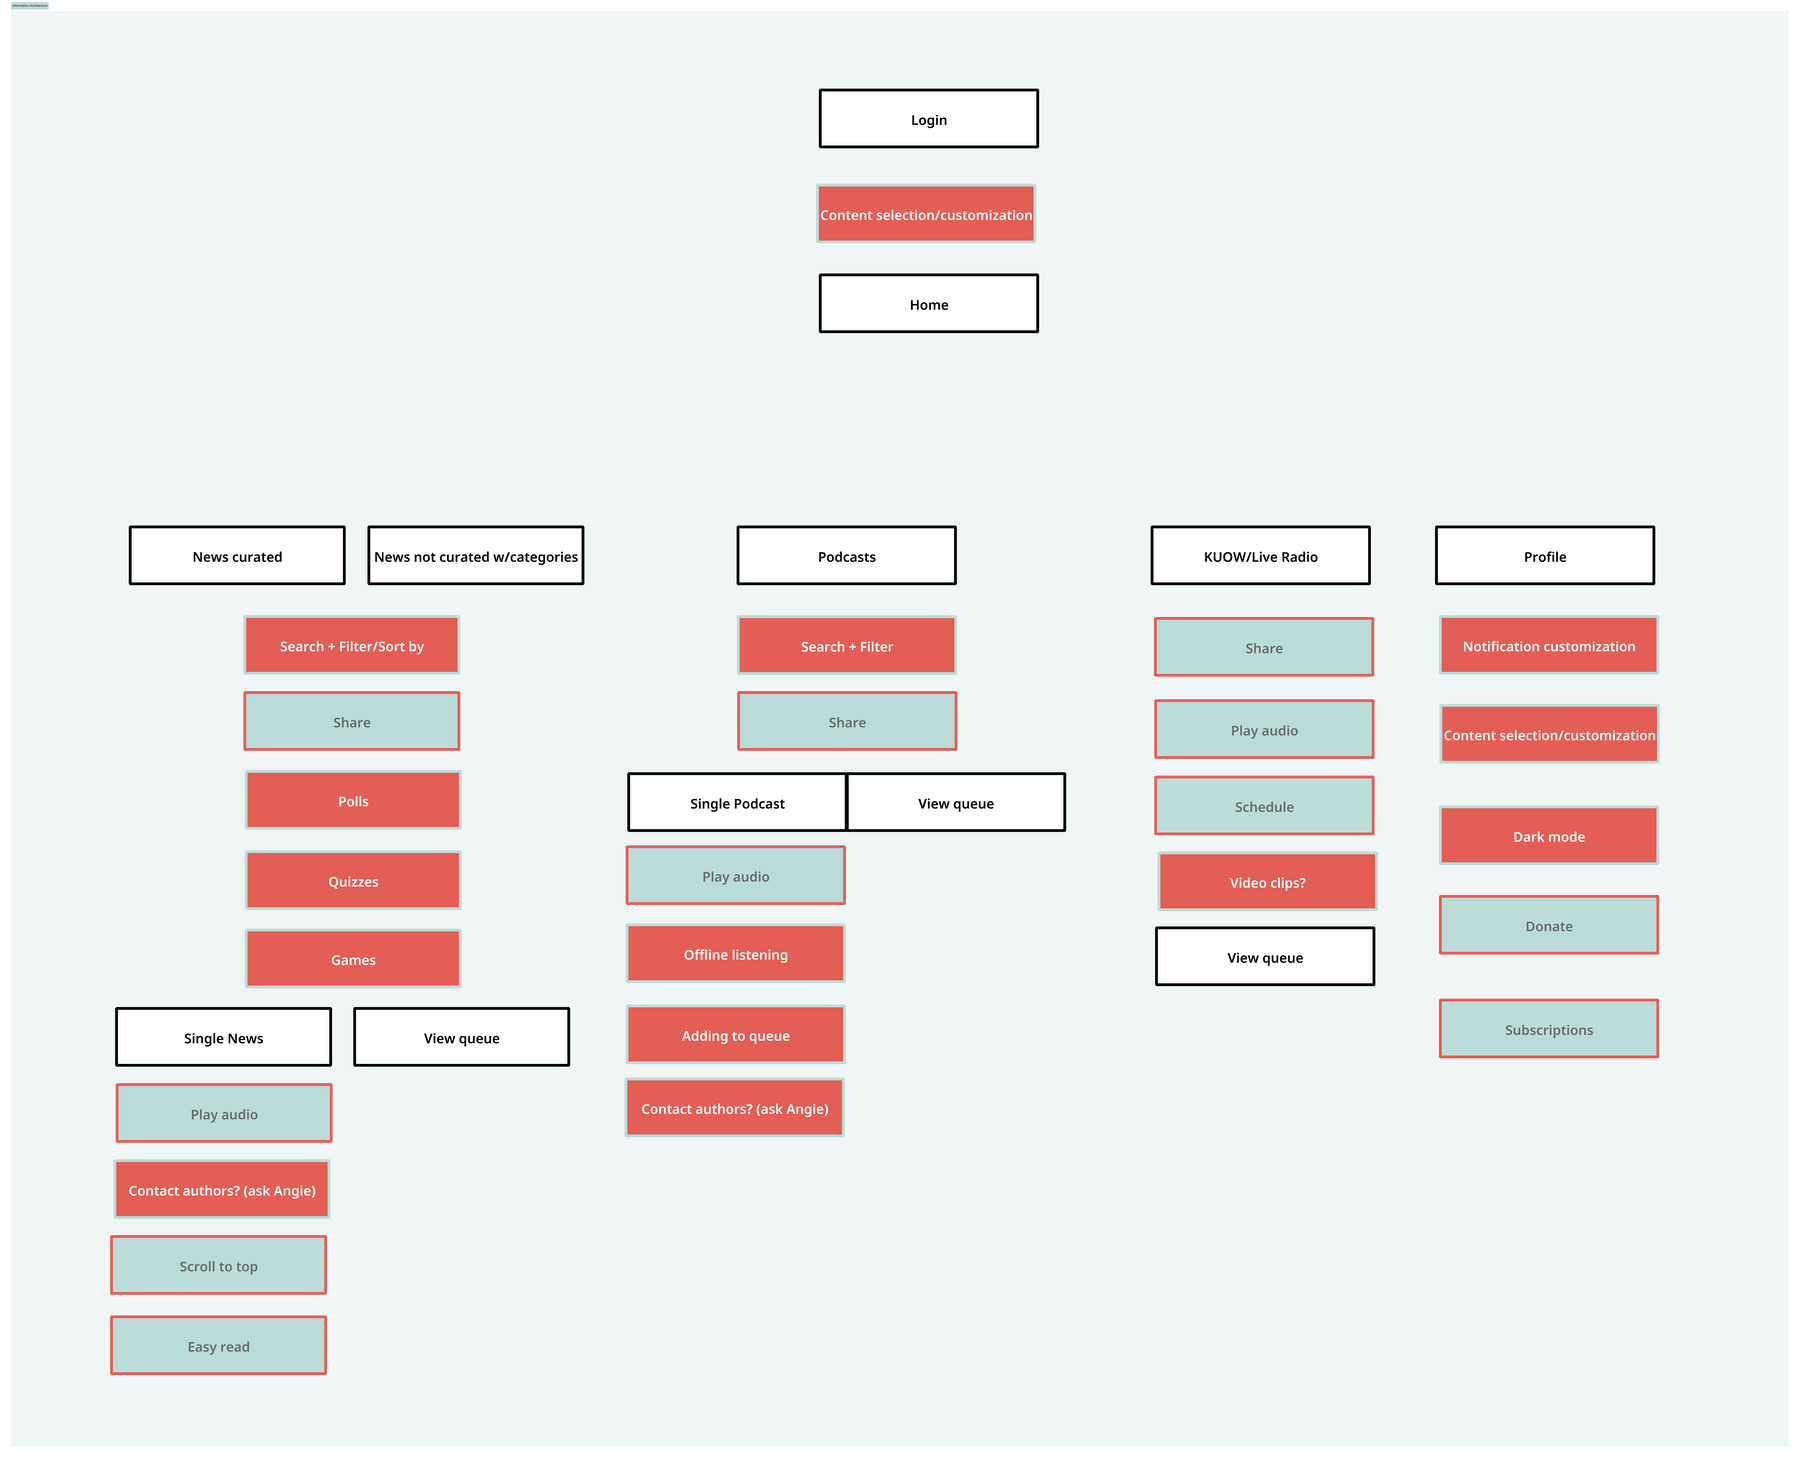 Information Architecture
Login
Content selection/customization
Home
News curated
News not curated w/categories
Search + Filter/Sort by
Share
Polls
Quizzes
Games
Single News
View queue
Play audio
Contact authors? (ask Angie)
Scroll to top
Easy read
Podcasts
Search + Filter
Share
Single Podcast
View queue
Play audio
Offline listening
Adding to queue
Contact authors? (ask Angie)
KUOW/Live Radio
Share
Play audio
Schedule
Video clips?
View queue
Profile
Notification customization
Content selection/customization
Dark mode
Donate
Subscriptions